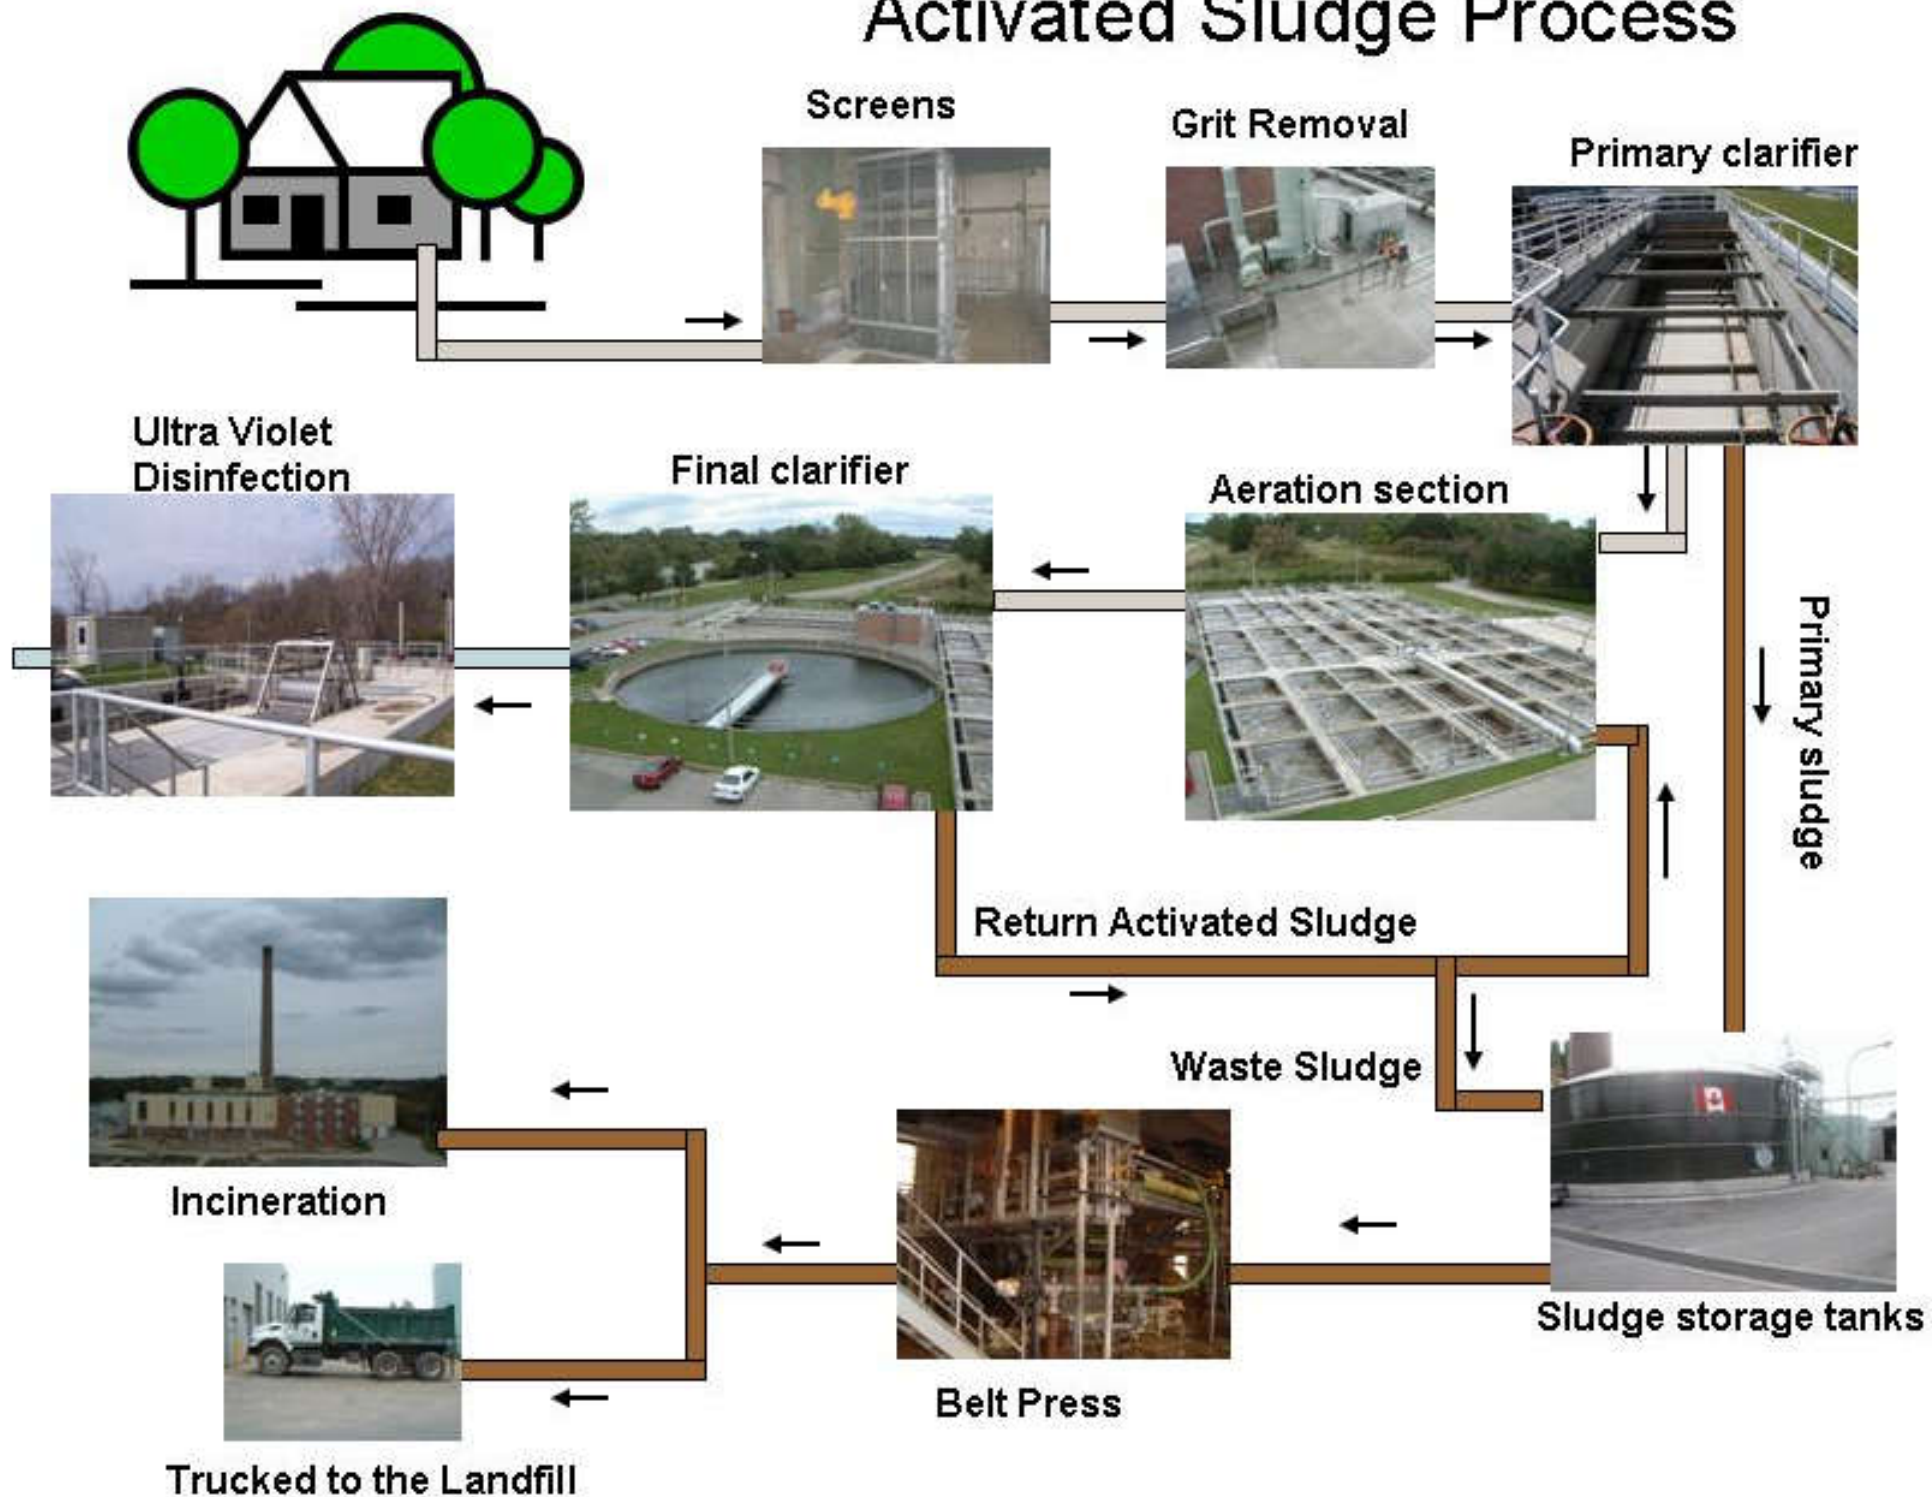 Activated Sludge Process
Screens
Grit Removal
Primary clarifier
Ultra Violet
Disinfection
Final clarifier
Aeration section
Primary sludge
Return Activated Sludge
Waste Sludge
Incineration
Sludge storage tanks
Belt Press
Trucked to the Landfill